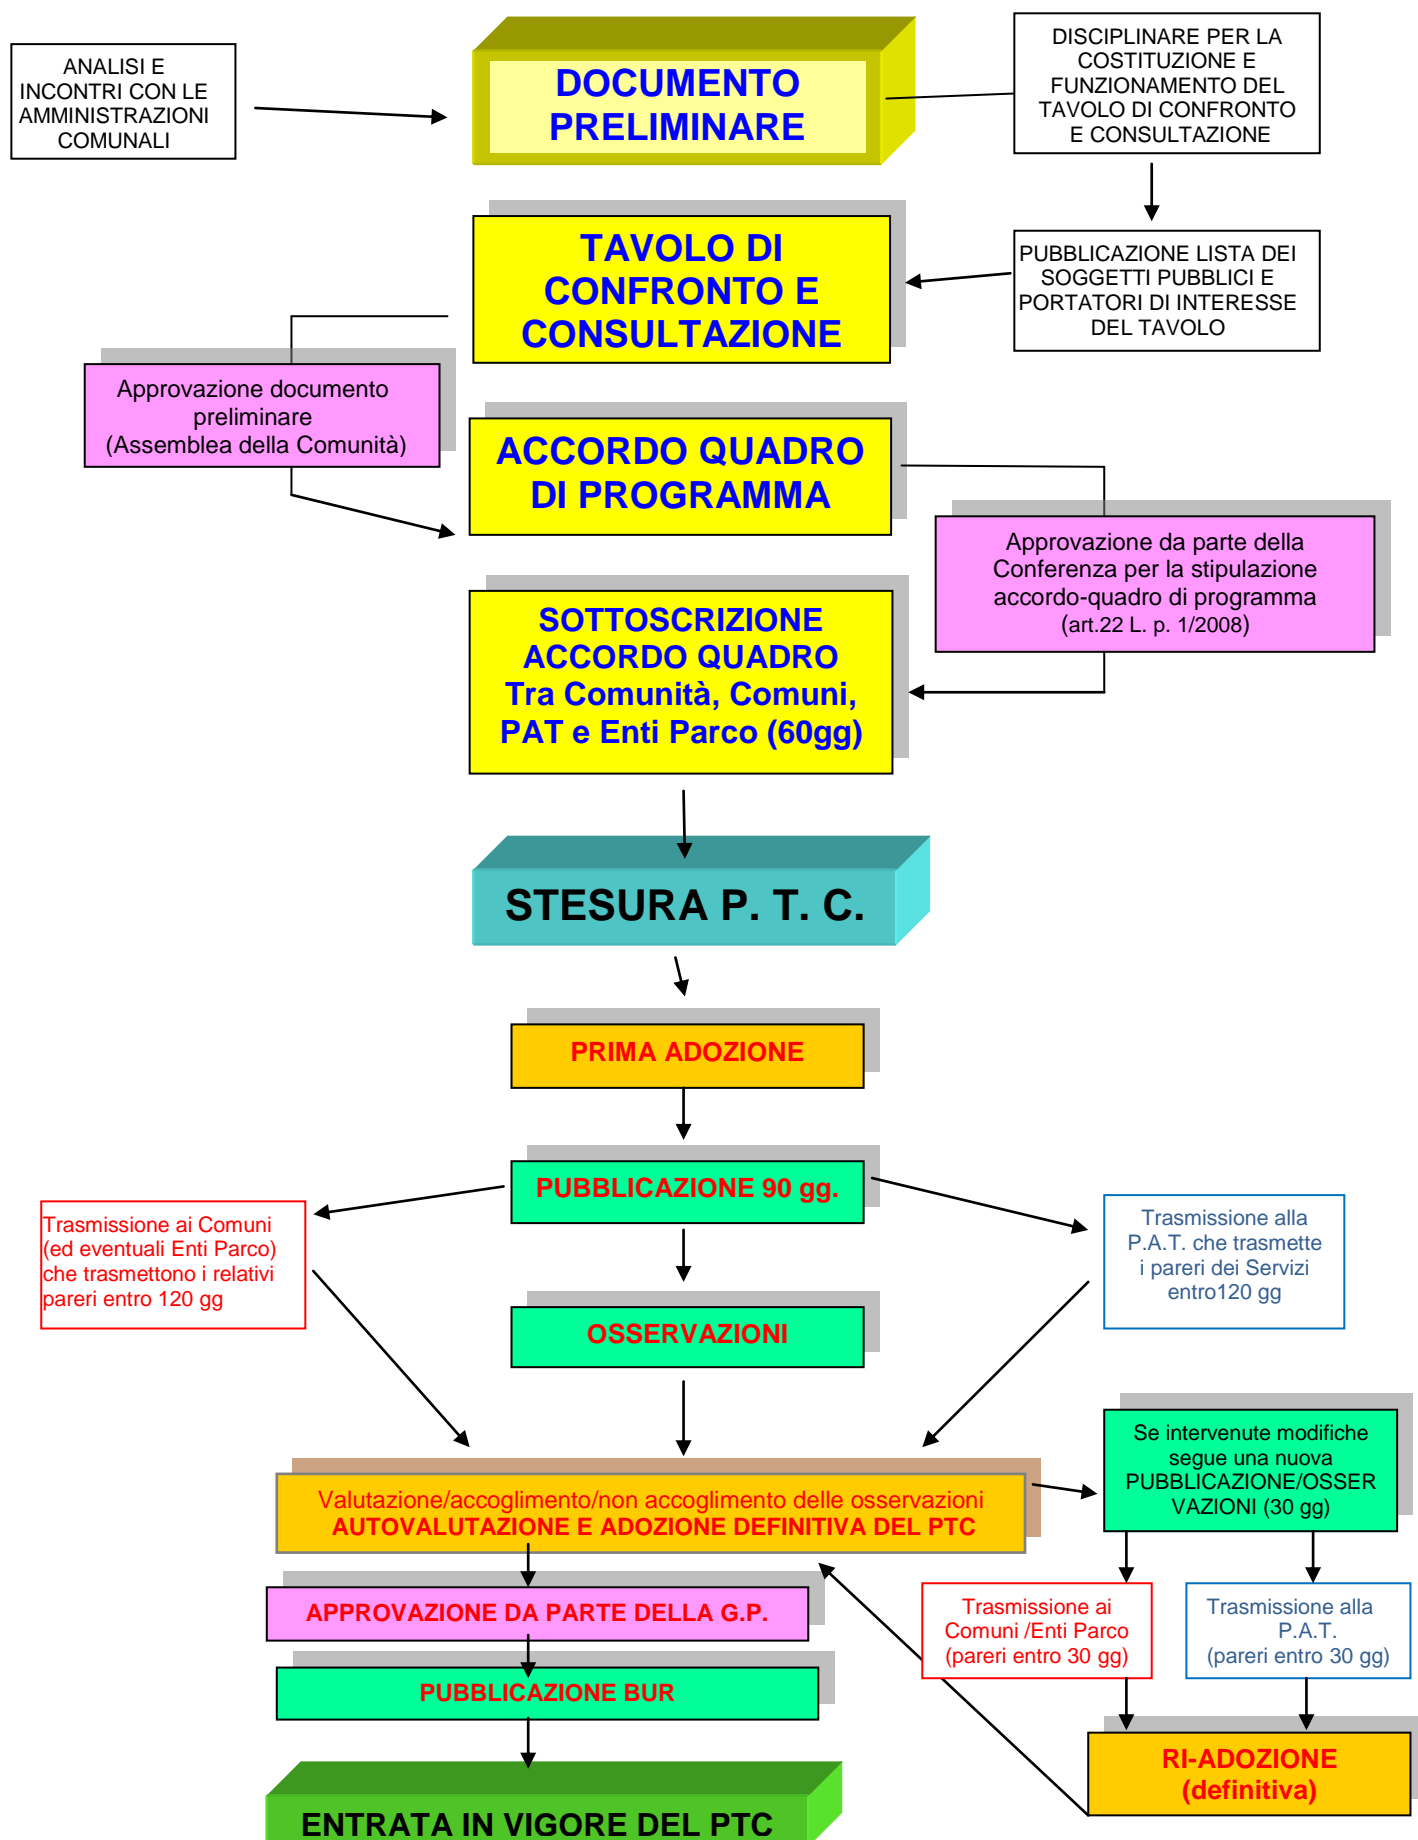 ANALISI E
INCONTRI CON LE
AMMINISTRAZIONI
COMUNALI
DOCUMENTO
PRELIMINARE
DISCIPLINARE PER LA
COSTITUZIONE E
FUNZIONAMENTO DEL
TAVOLO DI CONFRONTO
E CONSULTAZIONE
TAVOLO DI
CONFRONTO E
CONSULTAZIONE
PUBBLICAZIONE LISTA DEI
SOGGETTI PUBBLICI E
PORTATORI DI INTERESSE
DEL TAVOLO
Approvazione documento
preliminare
(Assemblea della Comunità)
ACCORDO QUADRO
DI PROGRAMMA
Approvazione da parte della
Conferenza per la stipulazione
accordo-quadro di programma
(art.22 L. p. 1/2008)
SOTTOSCRIZIONE
ACCORDO QUADRO
Tra Comunità, Comuni,
PAT e Enti Parco (60gg)
STESURA P. T. C.
PRIMA ADOZIONE
PUBBLICAZIONE 90 gg.
Trasmissione ai Comuni
(ed eventuali Enti Parco)
che trasmettono i relativi
pareri entro 120 gg
Trasmissione alla
P.A.T. che trasmette
i pareri dei Servizi
entro120 gg
OSSERVAZIONI
Valutazione/accoglimento/non accoglimento delle osservazioni
AUTOVALUTAZIONE E ADOZIONE DEFINITIVA DEL PTC
Se intervenute modifiche
segue una nuova
PUBBLICAZIONE/OSSER
VAZIONI (30 gg)
APPROVAZIONE DA PARTE DELLA G.P.
Trasmissione ai
Comuni /Enti Parco
(pareri entro 30 gg)
Trasmissione alla
P.A.T.
(pareri entro 30 gg)
PUBBLICAZIONE BUR
RI-ADOZIONE
(definitiva)
ENTRATA IN VIGORE DEL PTC